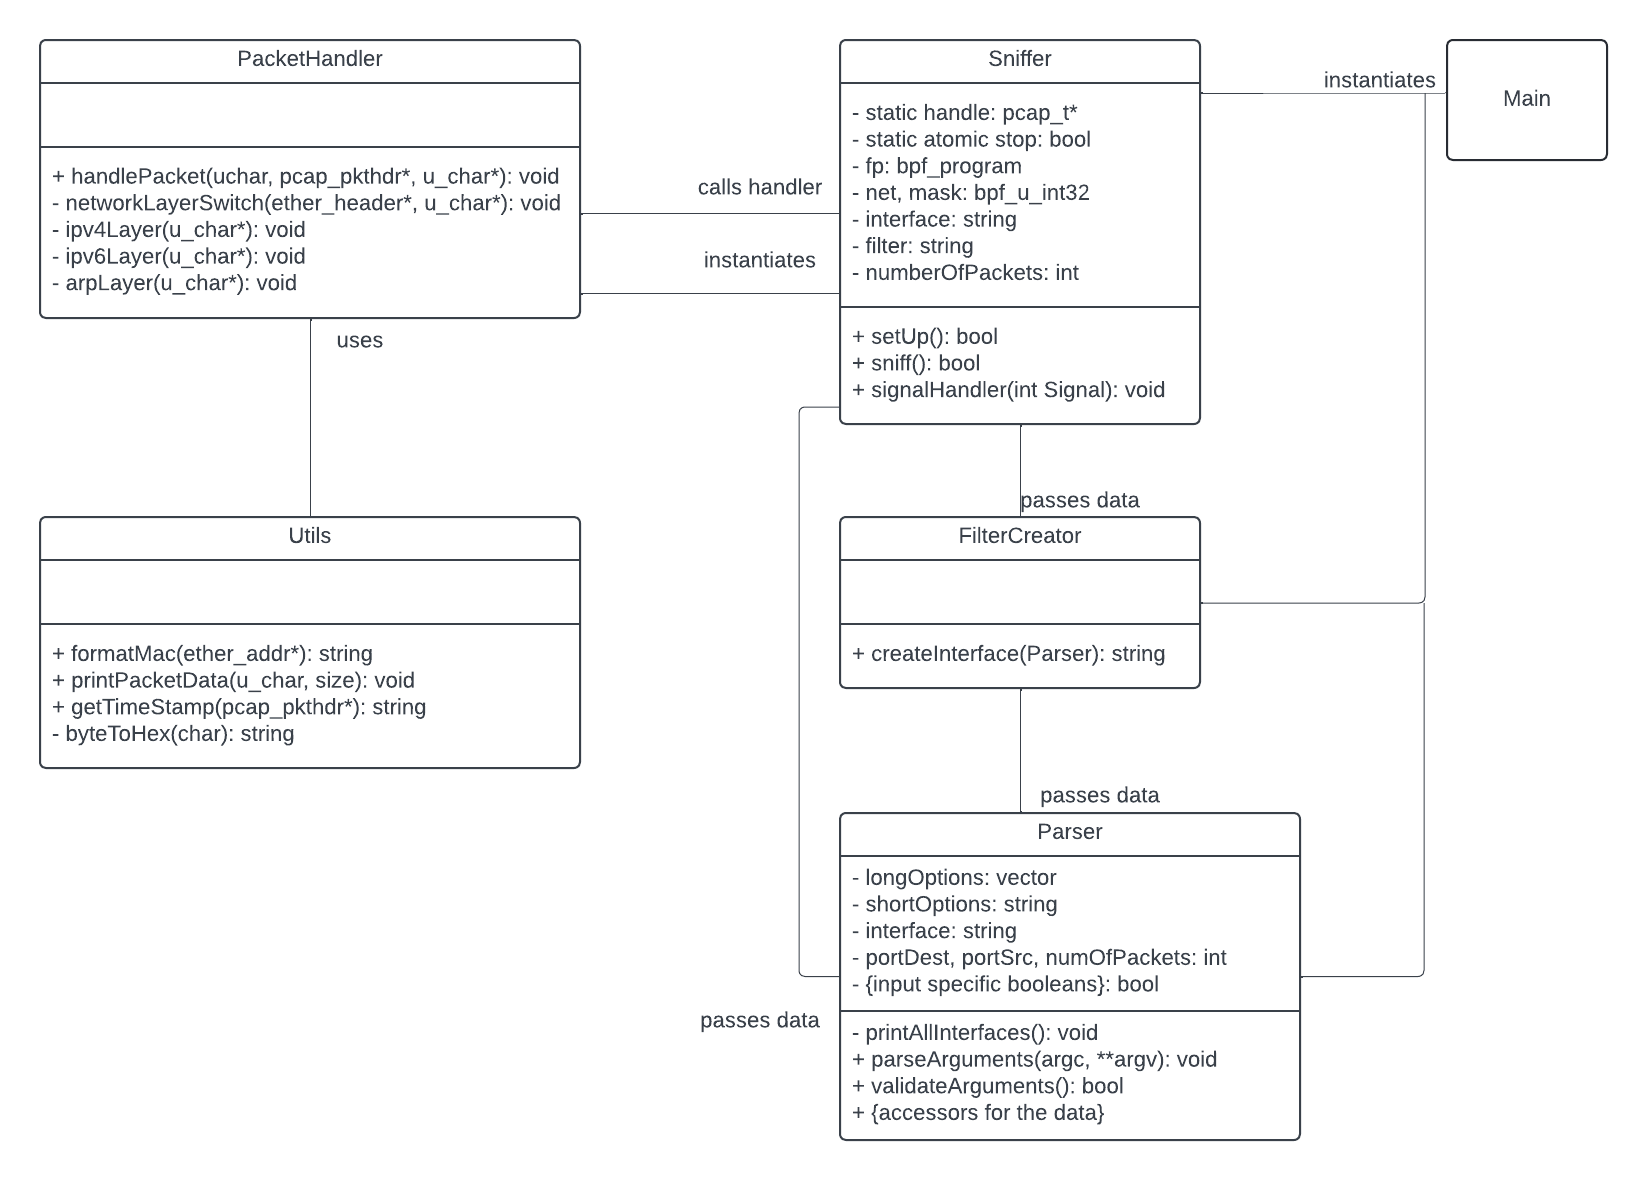 PacketHandler
+ handlePacket(uchar, pcap_pkthdr*, u_char*): void
- networkLayerSwitch(ether_header*, u_char*): void
- ipv4Layer(u_char*): void
- ipv6Layer(u_char*): void
- arpLayer(u_char*): void
calls handler
instantiates
Sniffer
- static handle: pcap_t*
- static atomic stop: bool
- fp: bpf_program
- net, mask: bpf_u_int32
- interface: string
- filter: string
- numberOfPackets: int
+ setUp(): bool
+ sniff(): bool
+ signalHandler(int Signal): void
instantiates
Main
uses
Utils
+ formatMac(ether_addr*): string
+ printPacketData(u_char, size): void
+ getTimeStamp(pcap_pkthdr*): string
- byteToHex(char): string
passes data
FilterCreator
+ createInterface(Parser): string
passes data
Parser
- longOptions: vector
- shortOptions: string
- interface: string
- portDest, portSrc, numOfPackets: int
- {input specific booleans}: bool
passes data
- printAllInterfaces(): void
+ parseArguments(argc, **argv): void
+ validateArguments(): bool
+ {accessors for the data}